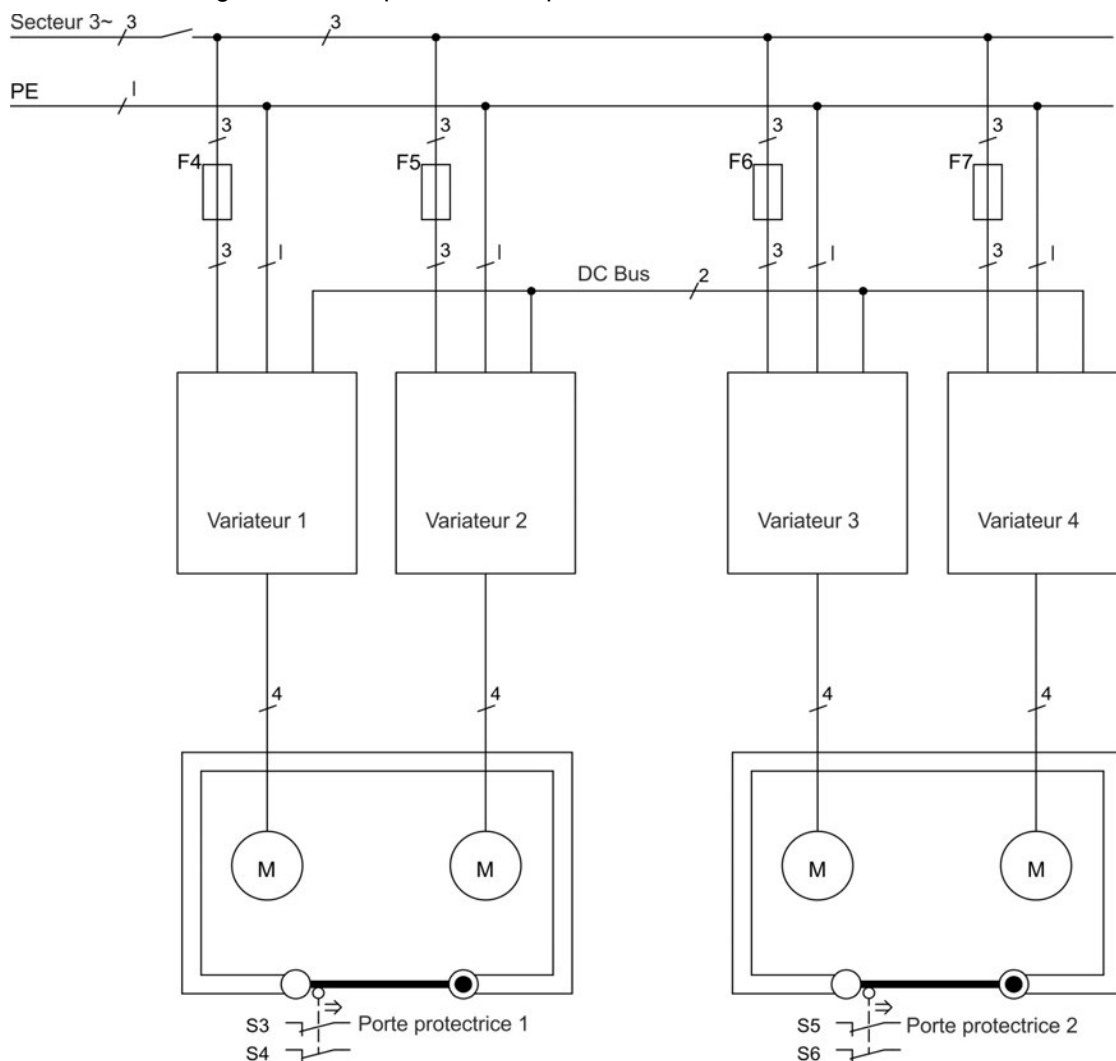 Secteur 3~ 3 3
PE I
3 3 3 3
F4 F5 F6 F7
3 I 3 I 3 I 3 I
DC Bus 2
Variateur 1 Variateur 2 Variateur 3 Variateur 4
4 4 4 4
M M M M
S3 Porte protectrice 1 S5 Porte protectrice 2
S4 S6